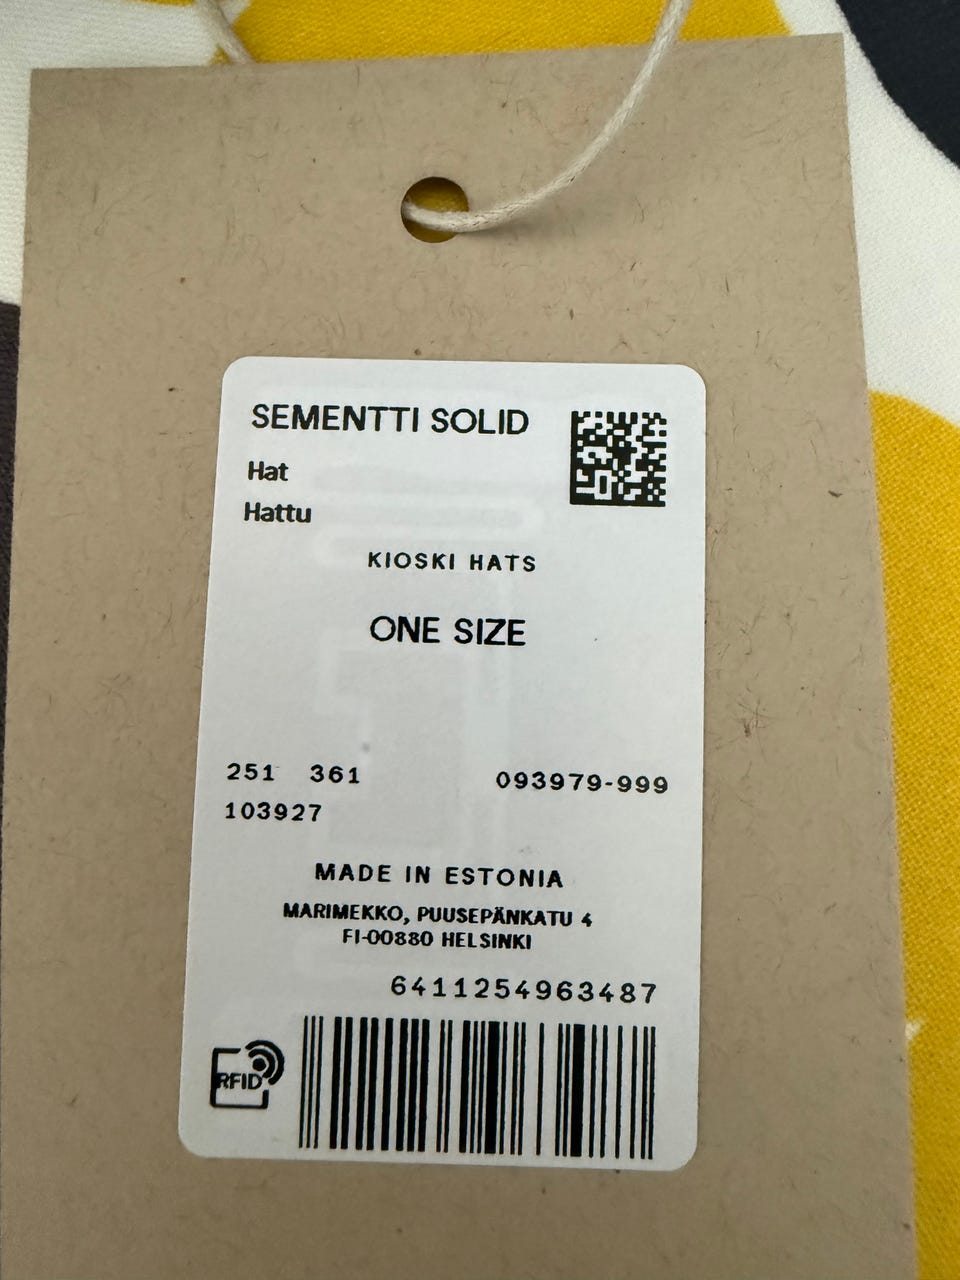 SEMENTTI SOLID
Hat
Hattu
KIOSKI HATS
ONE SIZE
251 361 093979-999
103927
MADE IN ESTONIA
MARIMEKKO, PUUSEPÄNKATU 4
FI-00880 HELSINKI
6411254963487
RFID